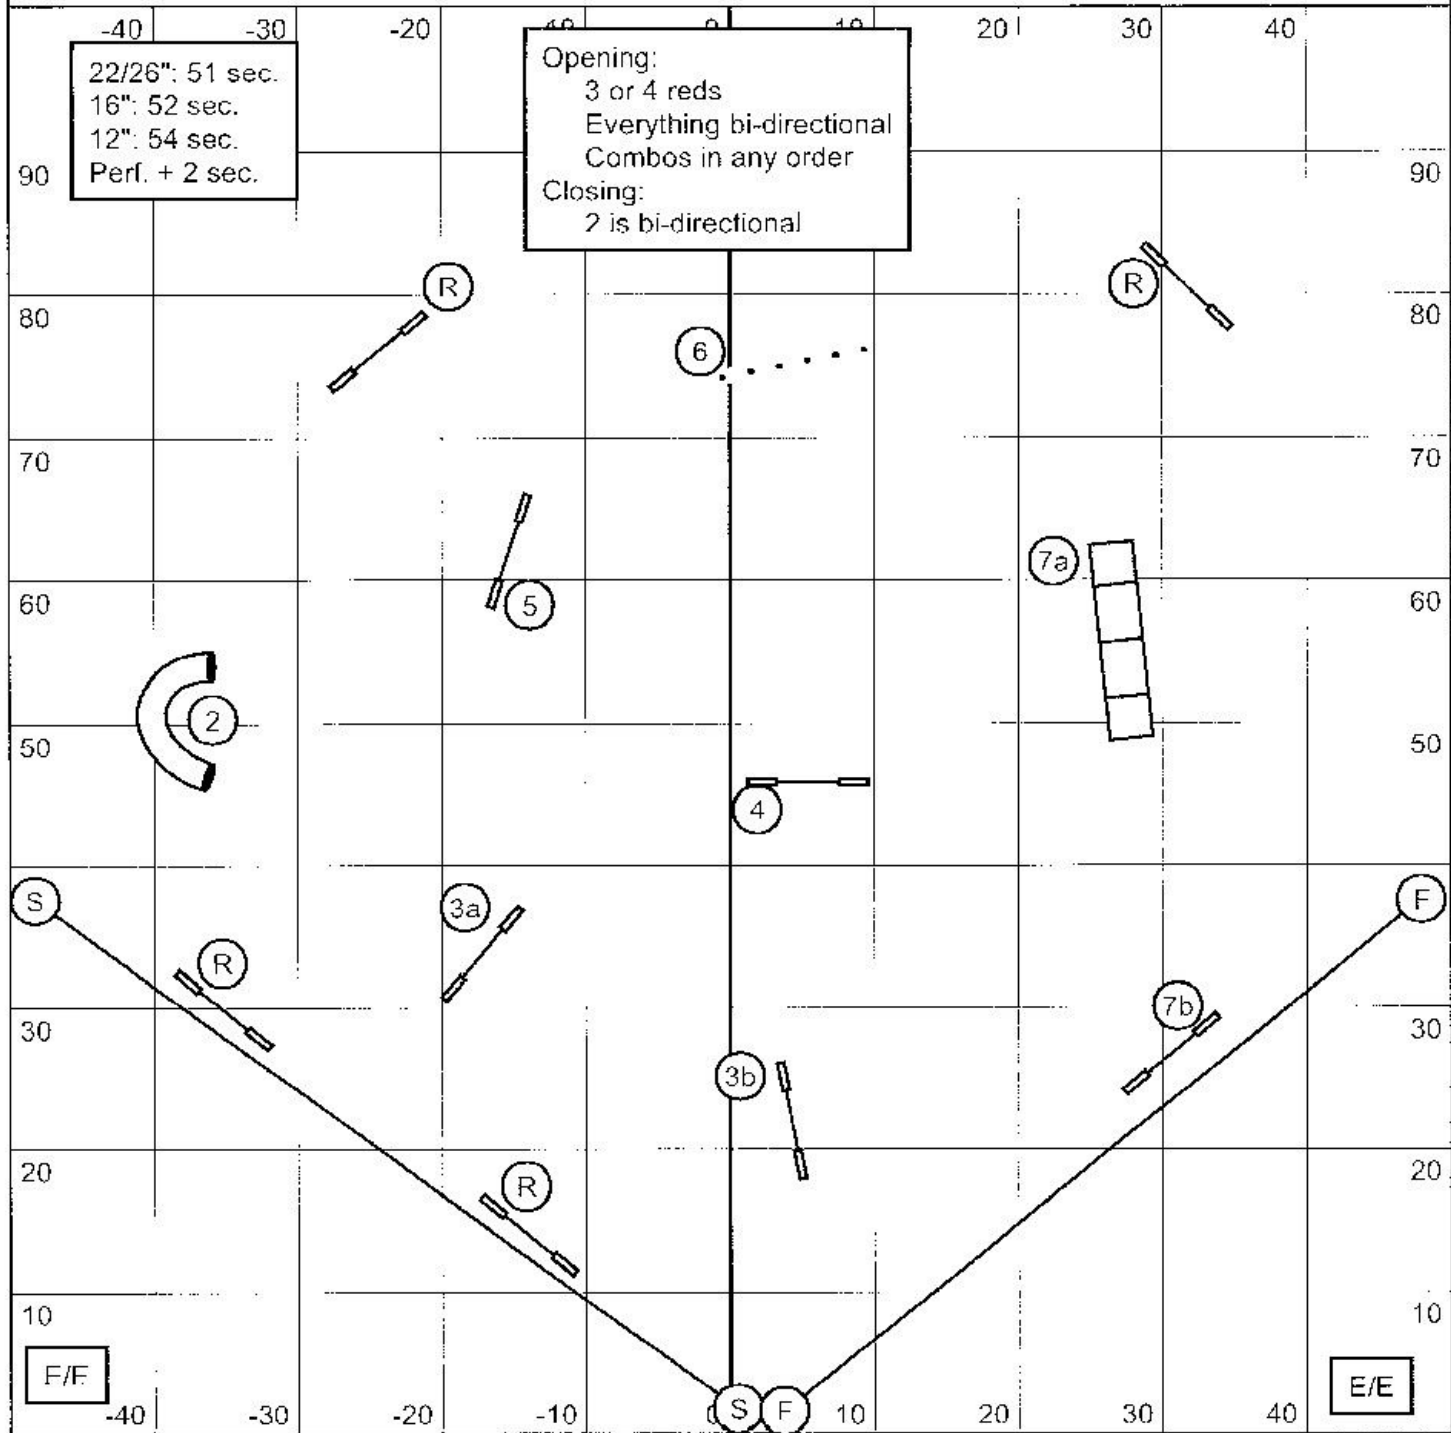 -40 -30 -20 0 10 20 30 40
22/26": 51 sec.
16": 52 sec.
12": 54 sec.
Perf. + 2 sec.
Opening:
3 or 4 reds
Everything bi-directional
Combos in any order
Closing:
2 is bi-directional
90 90
R R
80 80
6
70 70
7a
60 5 60
2
50 50
4
S 3a F
R 7b
30 30
3b
20 R 20
10 10
F/F E/E
-40 -30 -20 -10 S F 10 20 30 40